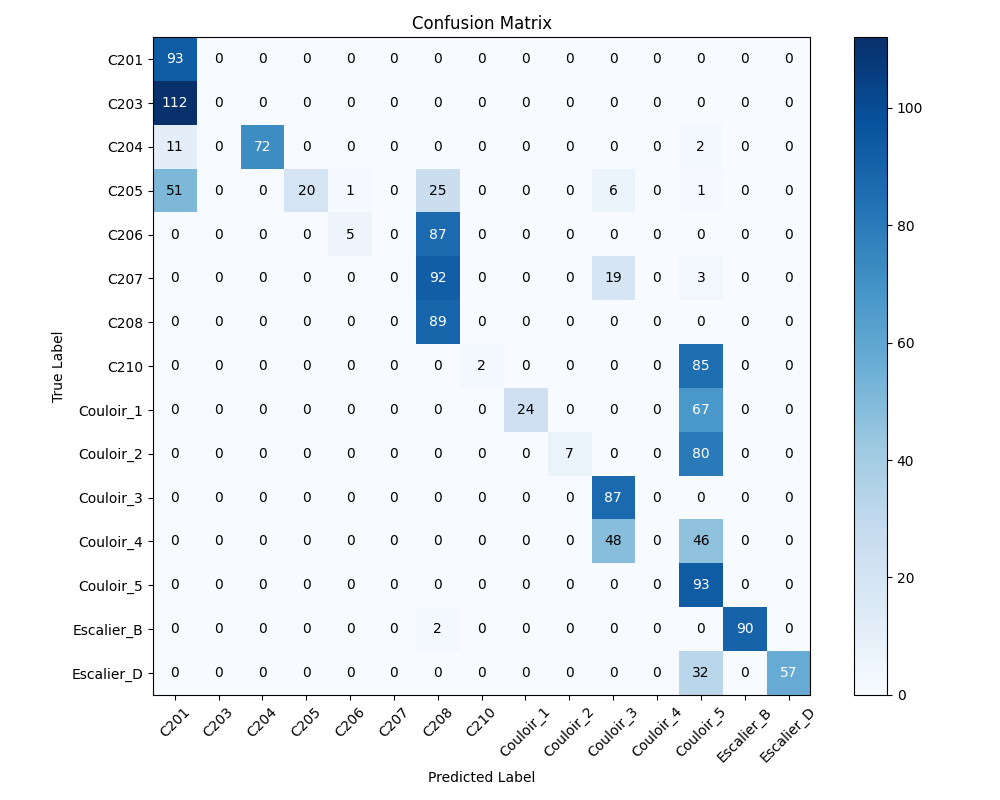 Confusion Matrix
True Label
C201 93 0 0 0 0 0 0 0 0 0 0 0 0 0 0
C203 112 0 0 0 0 0 0 0 0 0 0 0 0 0 0
C204 11 0 72 0 0 0 0 0 0 0 0 0 2 0 0
C205 51 0 0 20 1 0 25 0 0 0 6 0 1 0 0
C206 0 0 0 0 5 0 87 0 0 0 0 0 0 0 0
C207 0 0 0 0 0 0 92 0 0 0 19 0 3 0 0
C208 0 0 0 0 0 0 89 0 0 0 0 0 0 0 0
C210 0 0 0 0 0 0 0 2 0 0 0 0 85 0 0
Couloir_1 0 0 0 0 0 0 0 0 24 0 0 0 67 0 0
Couloir_2 0 0 0 0 0 0 0 0 0 7 0 0 80 0 0
Couloir_3 0 0 0 0 0 0 0 0 0 0 87 0 0 0 0
Couloir_4 0 0 0 0 0 0 0 0 0 0 48 0 46 0 0
Couloir_5 0 0 0 0 0 0 0 0 0 0 0 0 93 0 0
Escalier_B 0 0 0 0 0 0 2 0 0 0 0 0 0 90 0
Escalier_D 0 0 0 0 0 0 0 0 0 0 0 0 32 0 57
C201 C203 C204 C205 C206 C207 C208 C210 Couloir_1 Couloir_2 Couloir_3 Couloir_4 Couloir_5 Escalier_B Escalier_D
Predicted Label
100
80
60
40
20
0